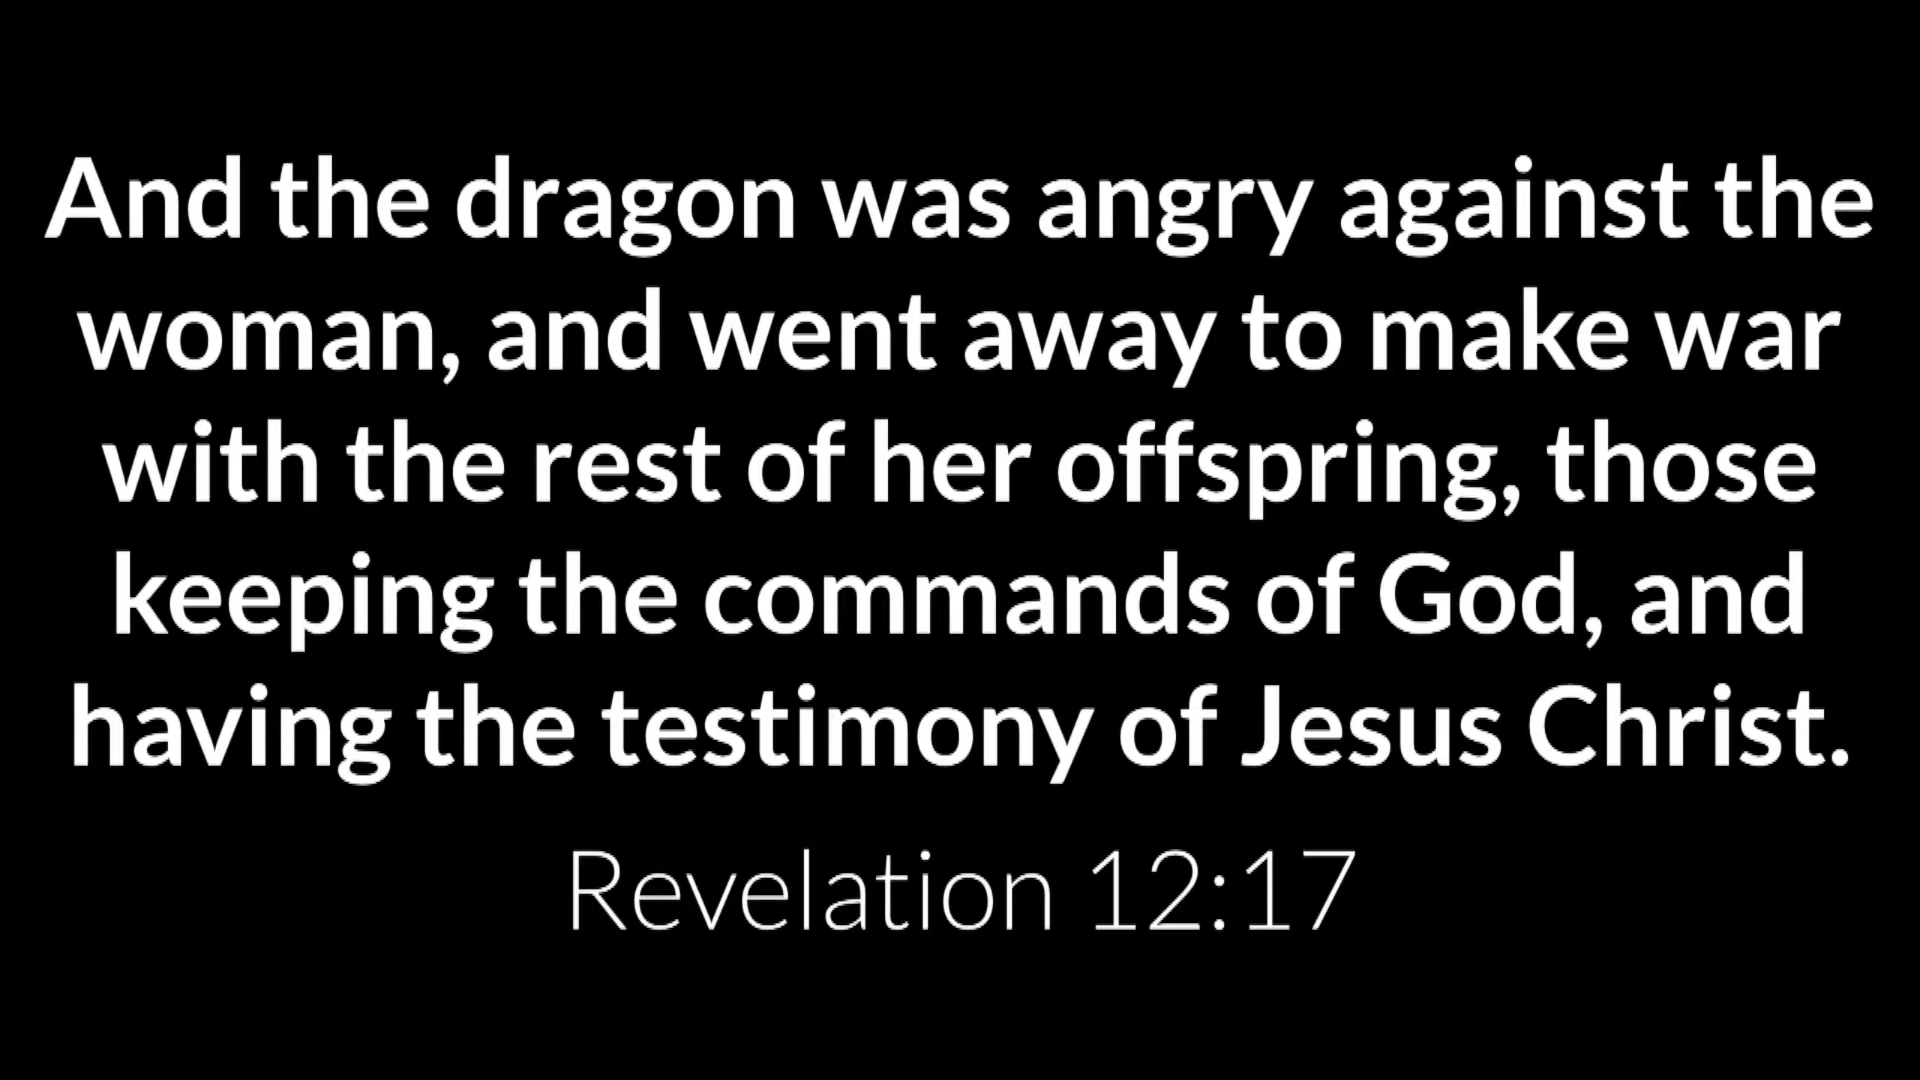 And the dragon was angry against the
woman, and went away to make war
with the rest of her offspring, those
keeping the commands of God, and
having the testimony of Jesus Christ.
Revelation 12:17